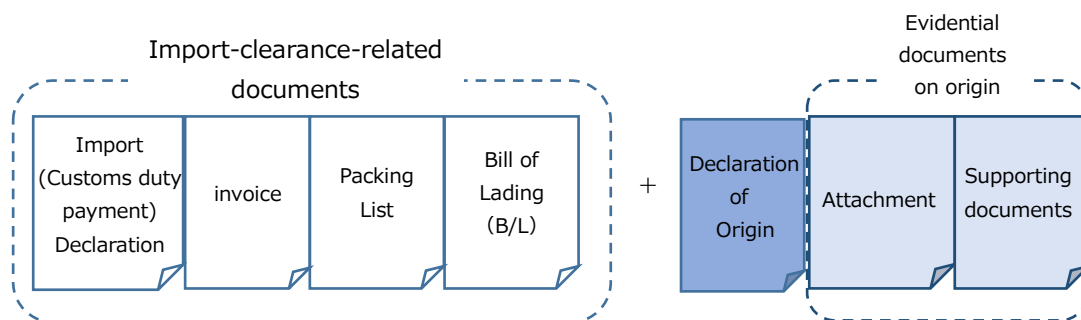 Import-clearance-related
documents
Evidential
documents
on origin
Import
(Customs duty
payment)
Declaration
invoice
Packing
List
Bill of
Lading
（B/L）
+
Declaration
of
Origin
Attachment
Supporting
documents